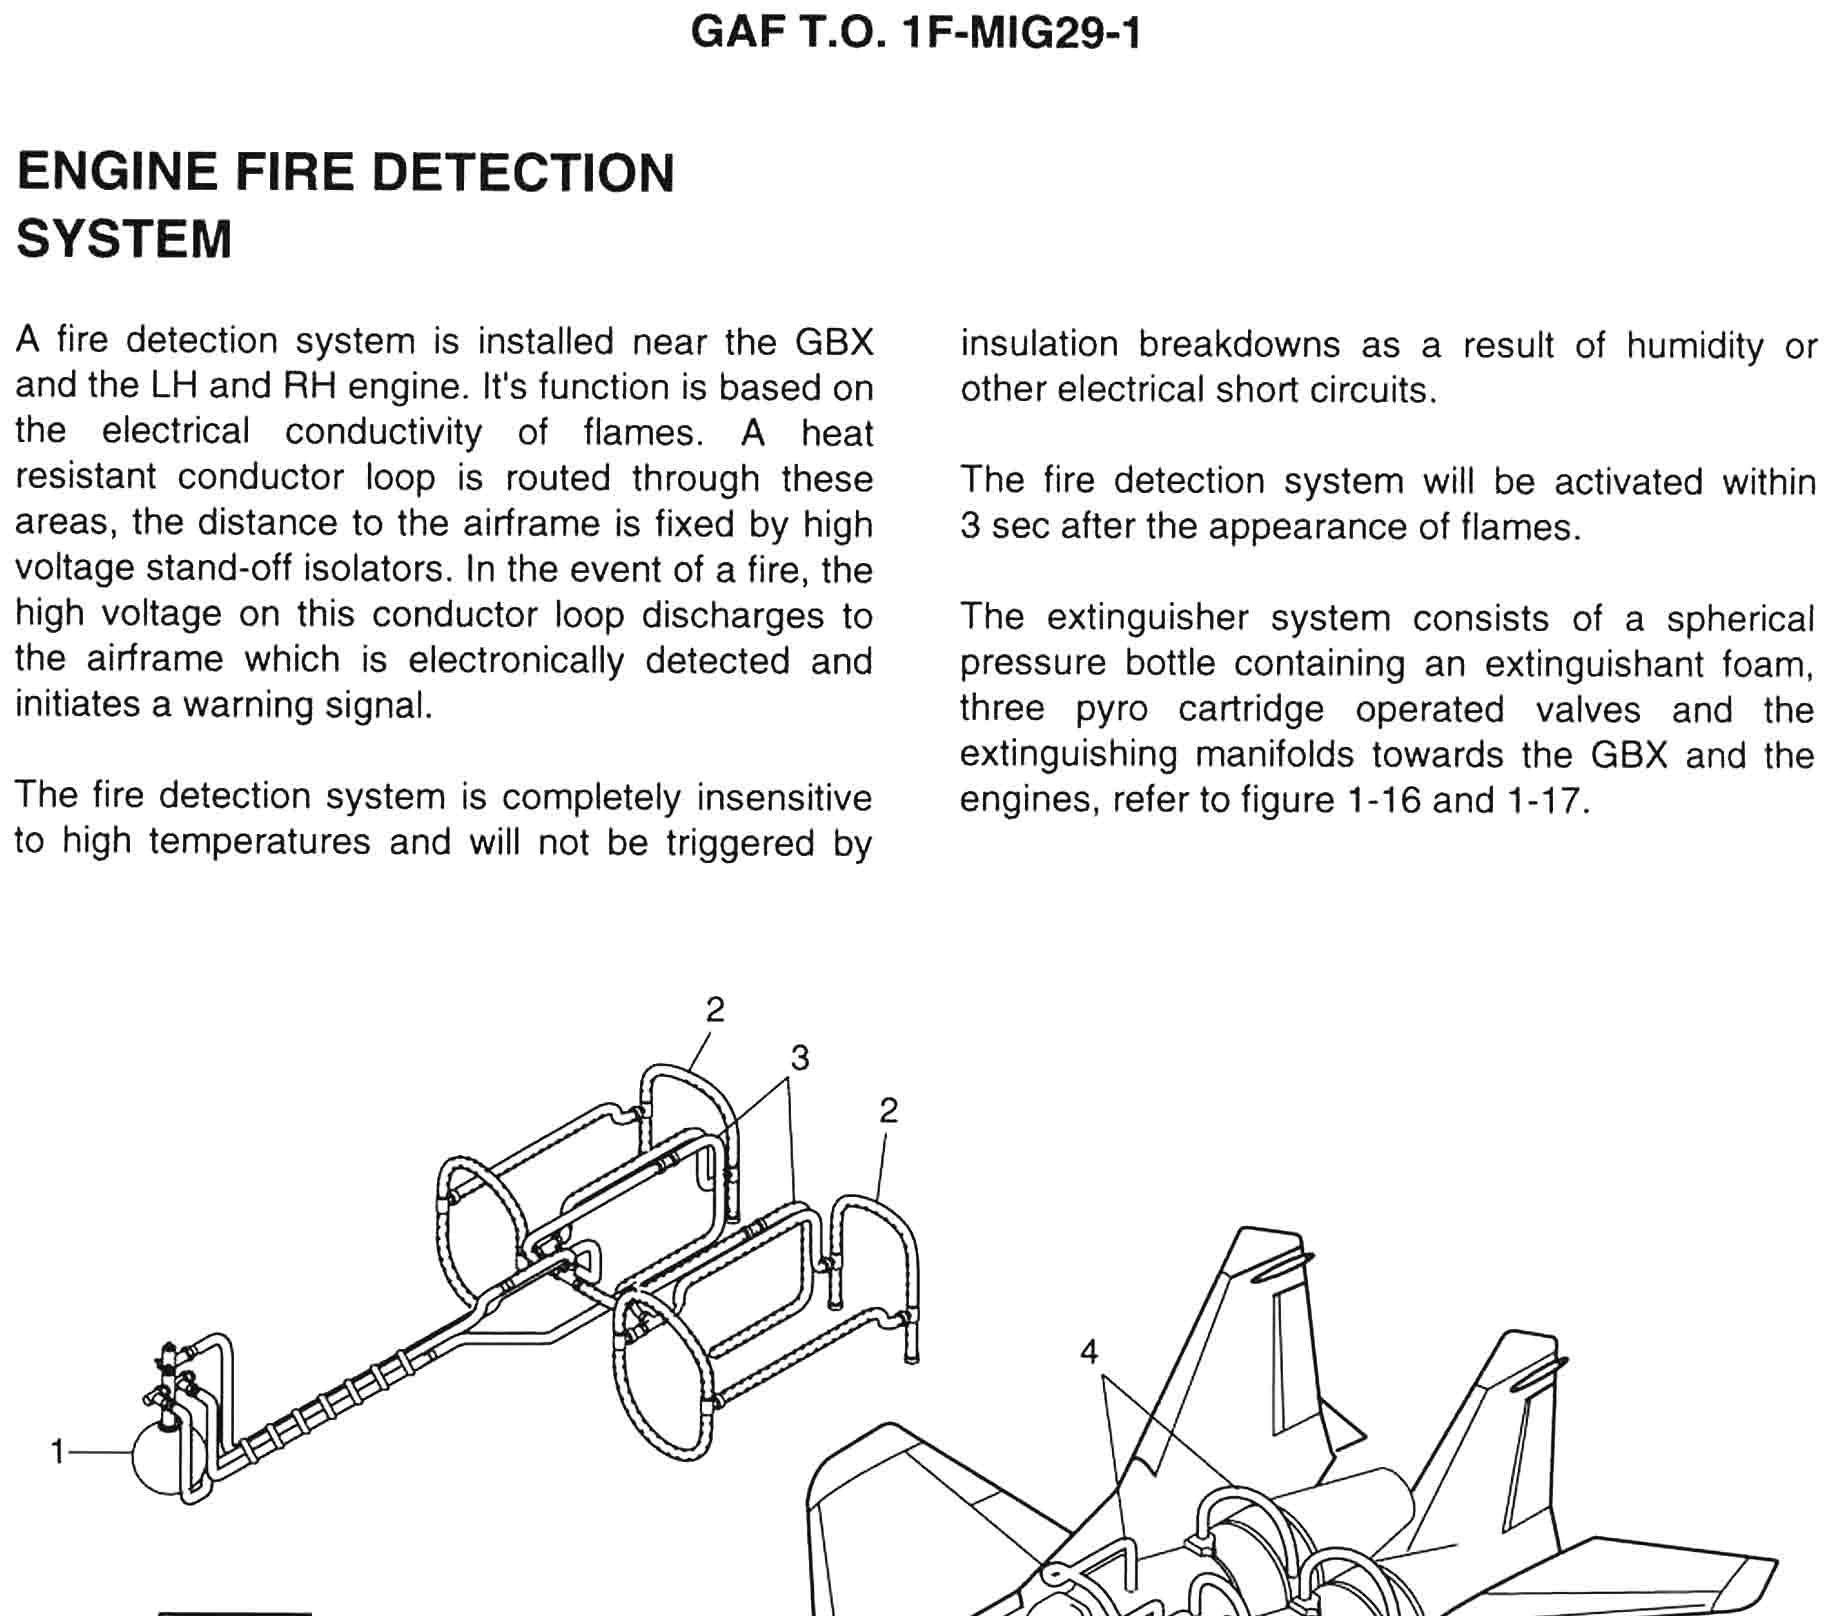 GAF T.O. 1F-MIG29-1
ENGINE FIRE DETECTION
SYSTEM
A fire detection system is installed near the GBX
and the LH and RH engine. It's function is based on
the electrical conductivity of flames. A heat
resistant conductor loop is routed through these
areas, the distance to the airframe is fixed by high
voltage stand-off isolators. In the event of a fire, the
high voltage on this conductor loop discharges to
the airframe which is electronically detected and
initiates a warning signal.
The fire detection system is completely insensitive
to high temperatures and will not be triggered by
insulation breakdowns as a result of humidity or
other electrical short circuits.
The fire detection system will be activated within
3 sec after the appearance of flames.
The extinguisher system consists of a spherical
pressure bottle containing an extinguishant foam,
three pyro cartridge operated valves and the
extinguishing manifolds towards the GBX and the
engines, refer to figure 1-16 and 1-17.
2
3
2
4
1